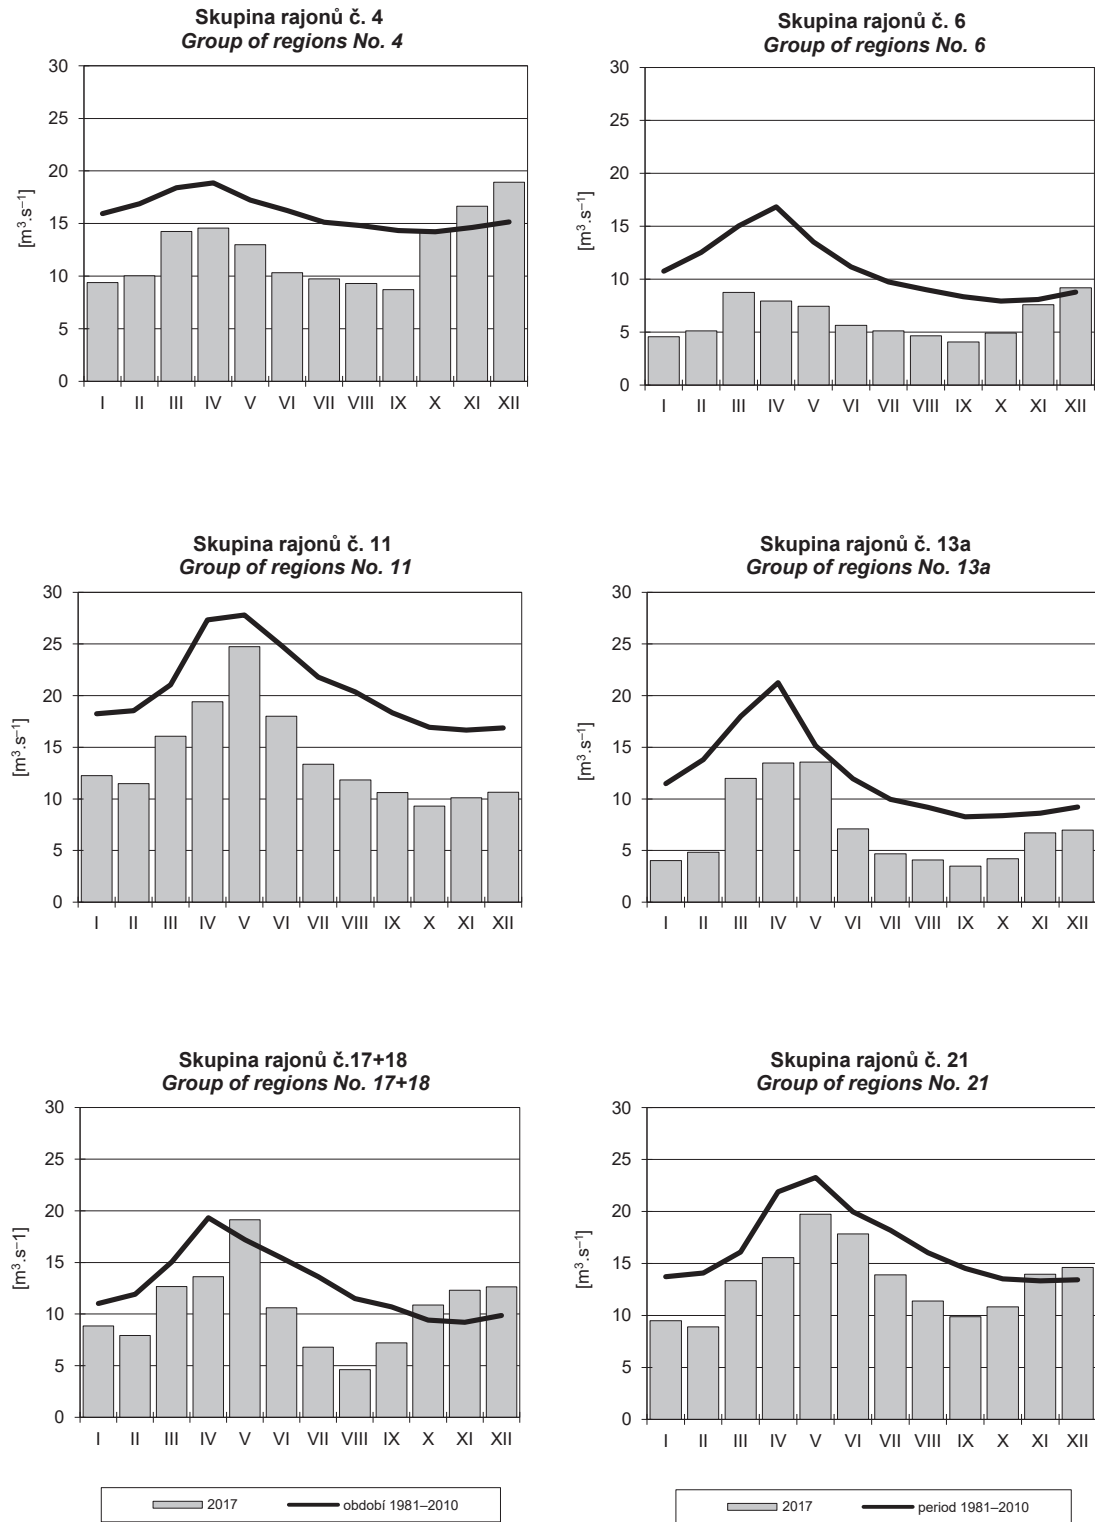 Skupina rajonů č. 4
Group of regions No. 4
30
25
20
15
10
5
0
[m³.s⁻¹]
I II III IV V VI VII VIII IX X XI XII
Skupina rajonů č. 6
Group of regions No. 6
30
25
20
15
10
5
0
I II III IV V VI VII VIII IX X XI XII
Skupina rajonů č. 11
Group of regions No. 11
30
25
20
15
10
5
0
[m³.s⁻¹]
I II III IV V VI VII VIII IX X XI XII
Skupina rajonů č. 13a
Group of regions No. 13a
30
25
20
15
10
5
0
[m³.s⁻¹]
I II III IV V VI VII VIII IX X XI XII
Skupina rajonů č.17+18
Group of regions No. 17+18
30
25
20
15
10
5
0
[m³.s–1]
I II III IV V VI VII VIII IX X XI XII
Skupina rajonů č. 21
Group of regions No. 21
30
25
20
15
10
5
0
[m³.s⁻¹]
I II III IV V VI VII VIII IX X XI XII
2017 období 1981–2010
2017 period 1981–2010